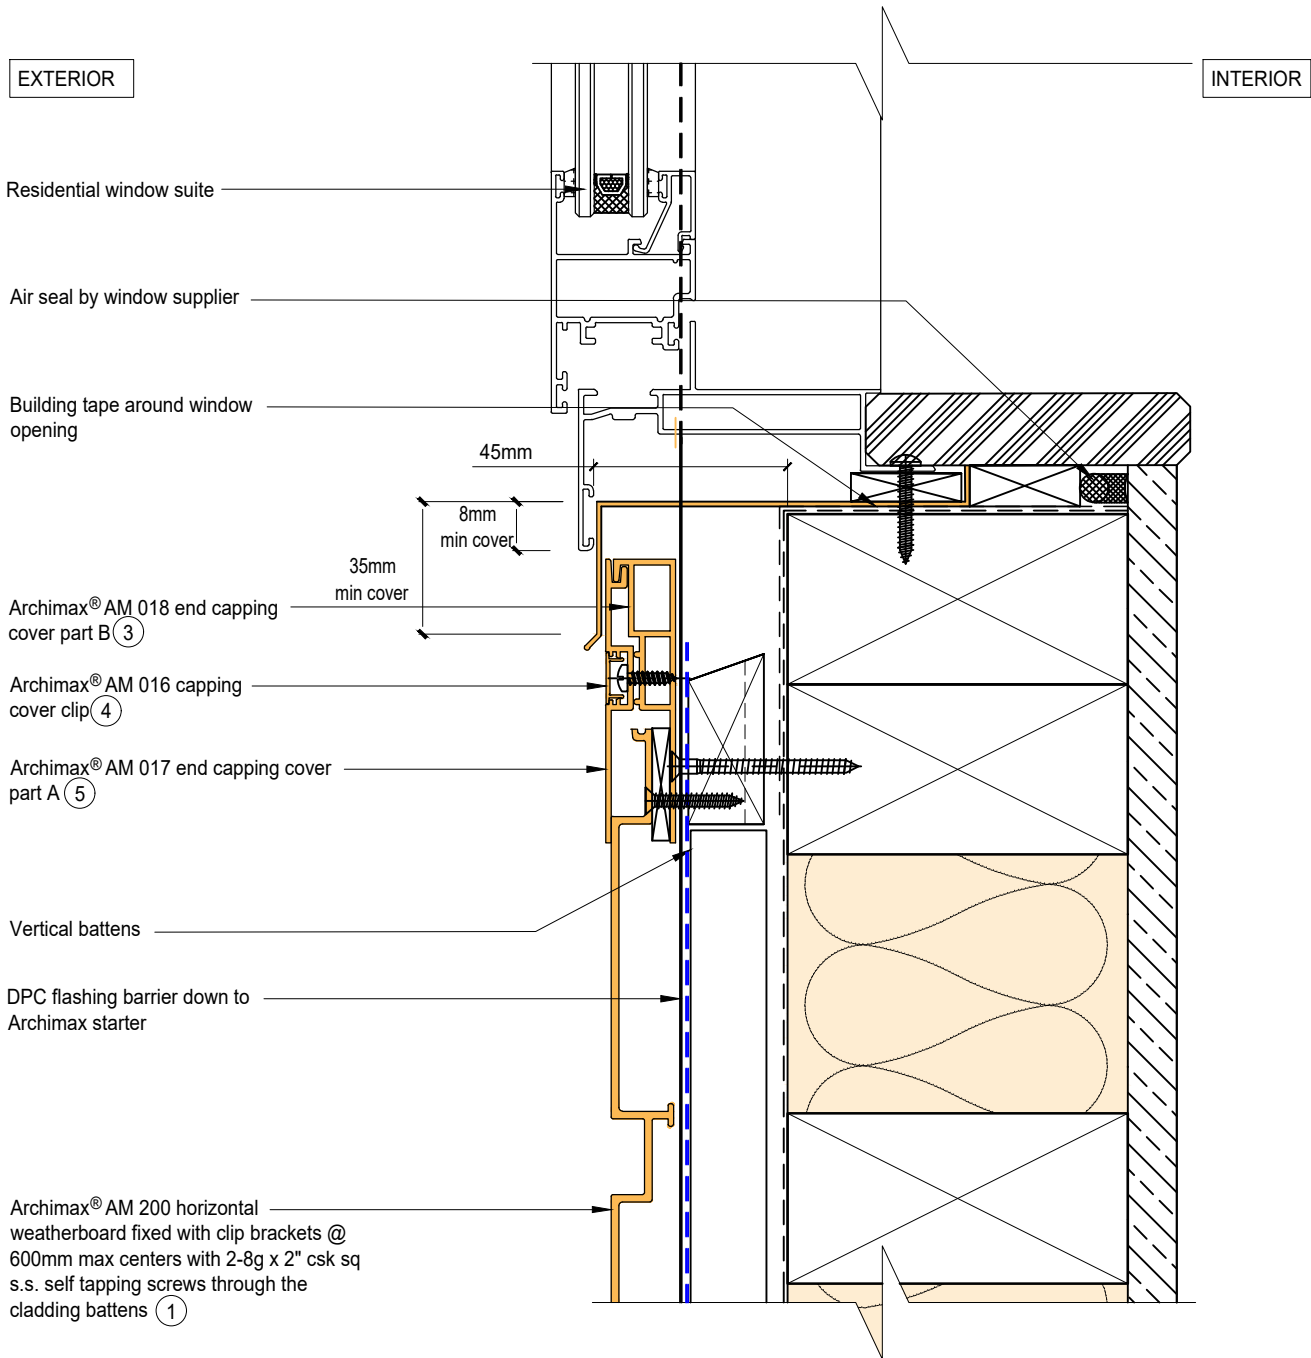 EXTERIOR
INTERIOR
Residential window suite
Air seal by window supplier
Building tape around window
opening
45mm
8mm
min cover
35mm
min cover
Archimax® AM 018 end capping
cover part B 3
Archimax® AM 016 capping
cover clip 4
Archimax® AM 017 end capping cover
part A 5
Vertical battens
DPC flashing barrier down to
Archimax starter
Archimax® AM 200 horizontal
weatherboard fixed with clip brackets @
600mm max centers with 2-8g x 2" csk sq
s.s. self tapping screws through the
cladding battens 1